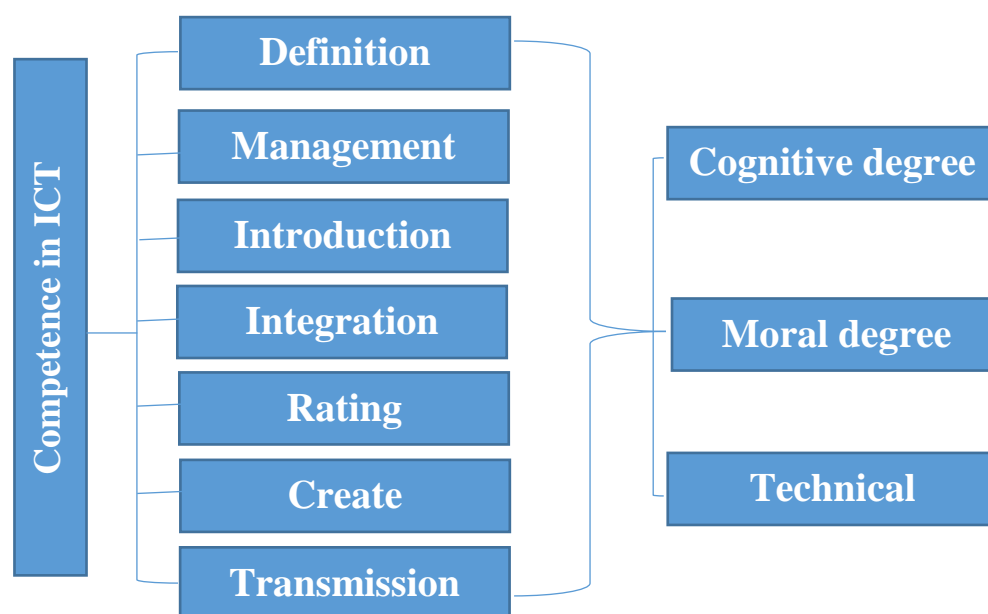 Competence in ICT
Definition
Management
Introduction
Integration
Rating
Create
Transmission
Cognitive degree
Moral degree
Technical